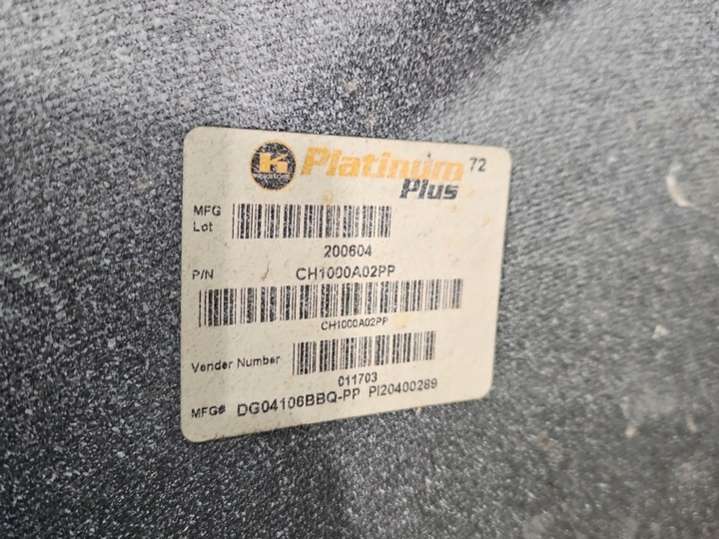 K Platinum 72
Plus
MFG
Lot
200604
P/N CH1000A02PP
CH1000A02PP
Vender Number
011703
MFG# DG04106BBQ-PP PI20400289